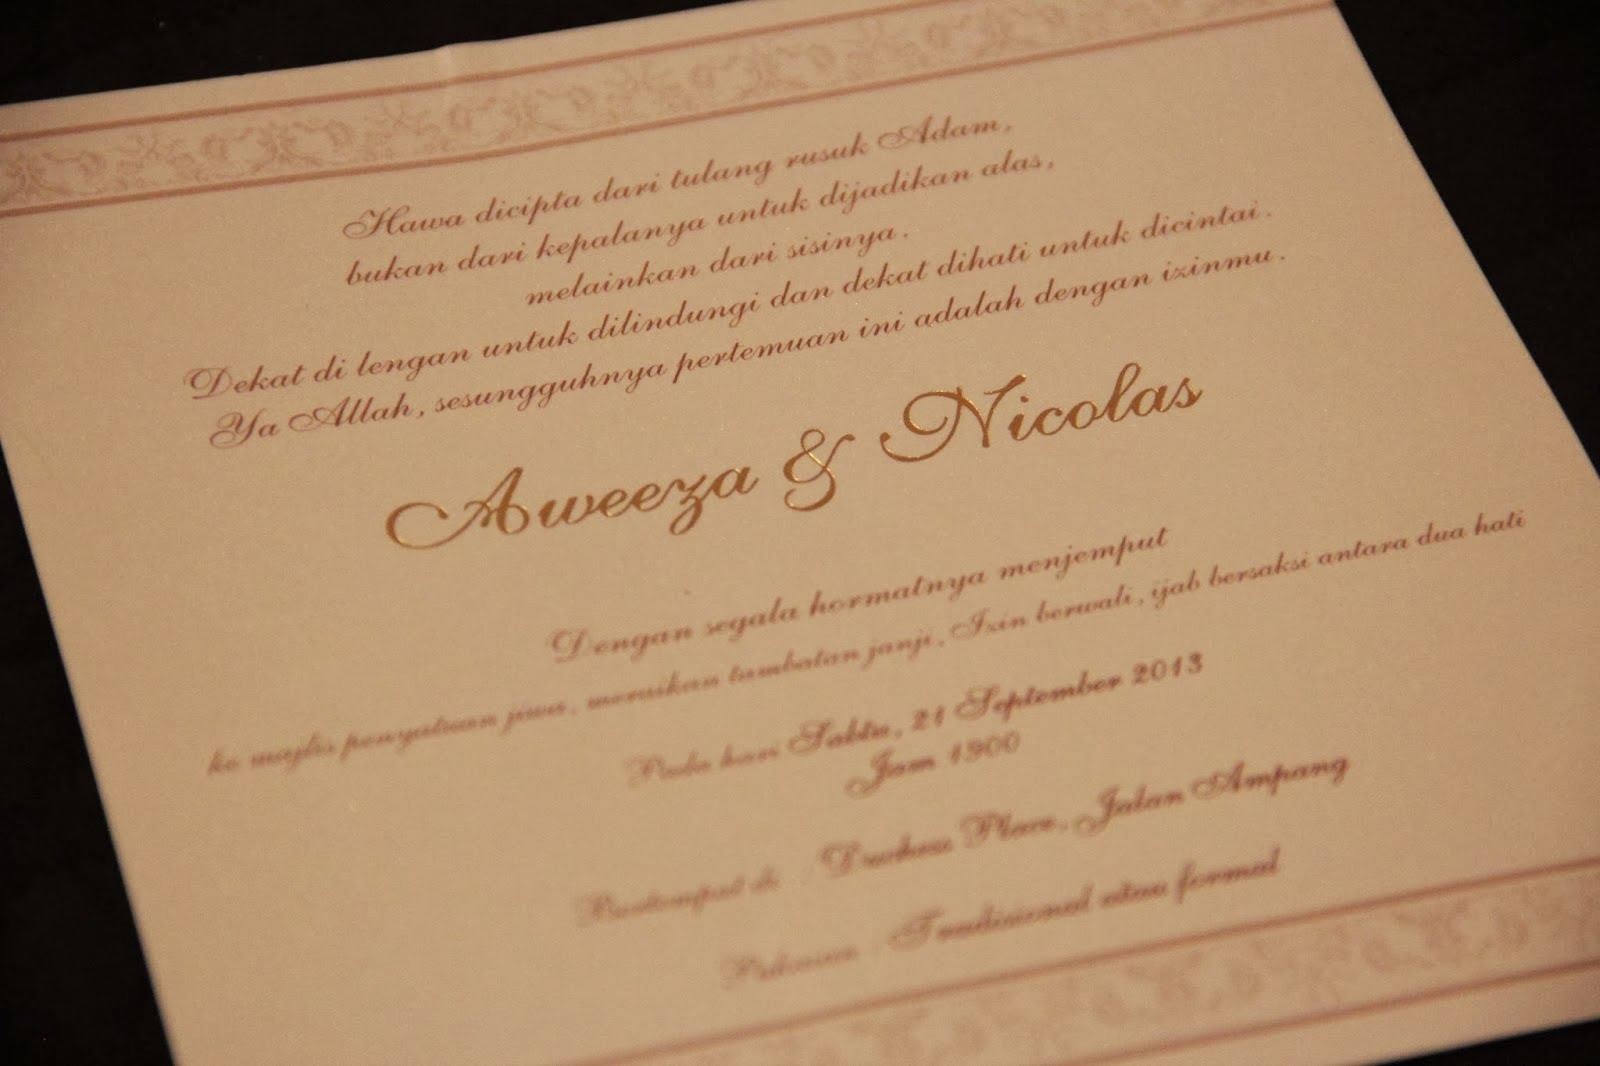 Hawa dicipta dari tulang rusuk Adam,
bukan dari kepalanya untuk dijadikan alas,
melainkan dari sisinya.
Dekat di lengan untuk dilindungi dan dekat dihati untuk dicintai.
Ya Allah, sesungguhnya pertemuan ini adalah dengan izinmu.
Aweeza & Nicolas
Dengan segala hormatnya menjemput
ke majlis penyatuan jiwa, meraikan tambatan janji, Izin berwali, ijab bersaksi antara dua hati
Pada hari Sabtu, 21 September 2013
Jam 1900
Bertempat di : Duchess Place, Jalan Ampang
Pakaian : Tradisional atau formal